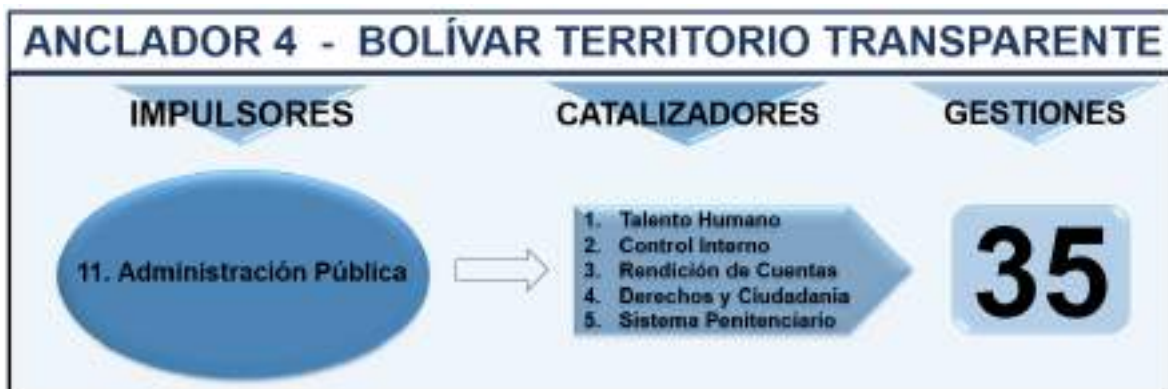 ANCLADOR 4 - BOLÍVAR TERRITORIO TRANSPARENTE
IMPULSORES
CATALIZADORES
GESTIONES
11. Administración Pública
1. Talento Humano
2. Control Interno
3. Rendición de Cuentas
4. Derechos y Ciudadanía
5. Sistema Penitenciario
35